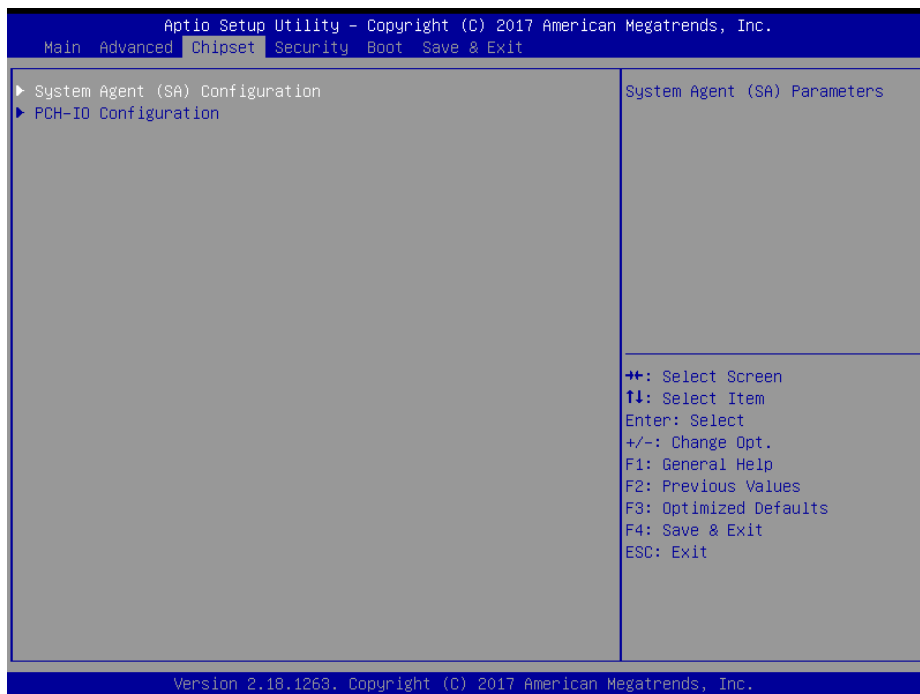 Aptio Setup Utility – Copyright (C) 2017 American Megatrends, Inc.
Main Advanced Chipset Security Boot Save & Exit
▶ System Agent (SA) Configuration
▶ PCH-IO Configuration
System Agent (SA) Parameters
→←: Select Screen
↑↓: Select Item
Enter: Select
+/-: Change Opt.
F1: General Help
F2: Previous Values
F3: Optimized Defaults
F4: Save & Exit
ESC: Exit
Version 2.18.1263. Copyright (C) 2017 American Megatrends, Inc.